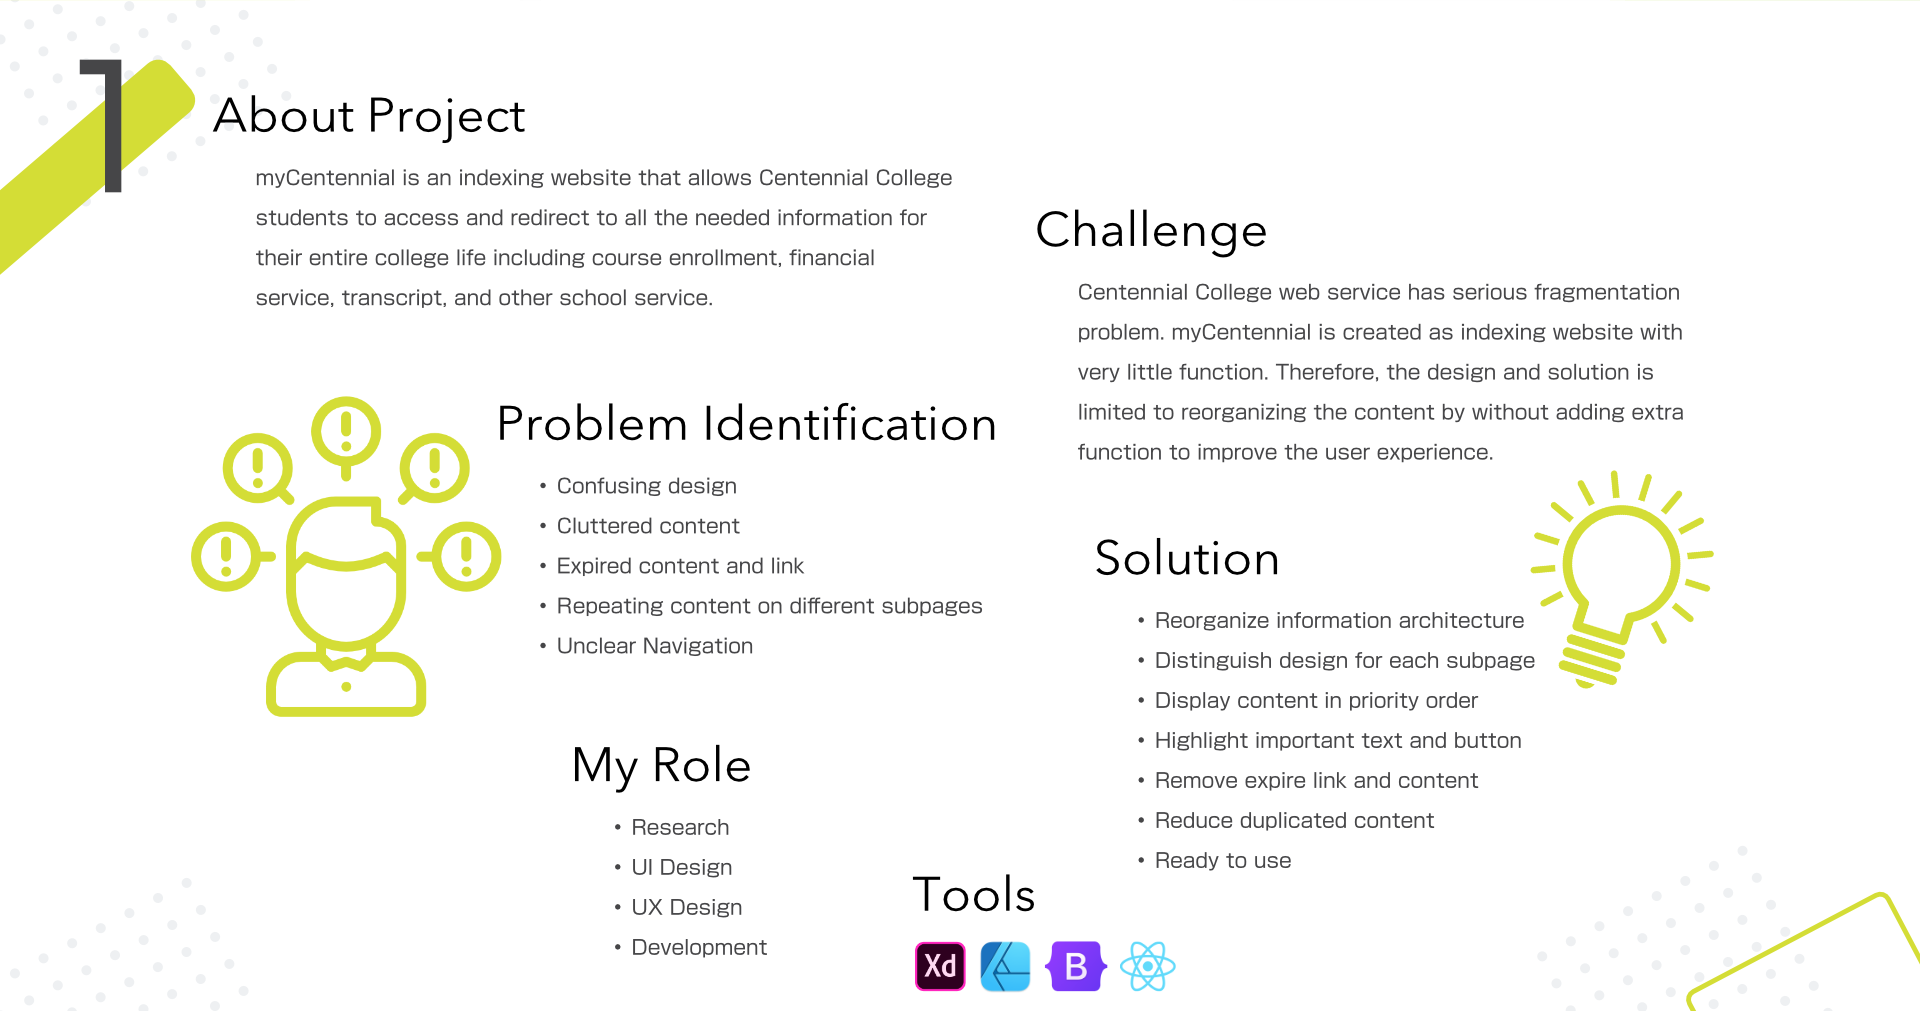 1
About Project
myCentennial is an indexing website that allows Centennial College
students to access and redirect to all the needed information for
their entire college life including course enrollment, financial
service, transcript, and other school service.
Challenge
Centennial College web service has serious fragmentation
problem. myCentennial is created as indexing website with
very little function. Therefore, the design and solution is
limited to reorganizing the content by without adding extra
function to improve the user experience.
Problem Identification
• Confusing design
• Cluttered content
• Expired content and link
• Repeating content on different subpages
• Unclear Navigation
Solution
• Reorganize information architecture
• Distinguish design for each subpage
• Display content in priority order
• Highlight important text and button
• Remove expire link and content
• Reduce duplicated content
• Ready to use
My Role
• Research
• UI Design
• UX Design
• Development
Tools
Xd
B